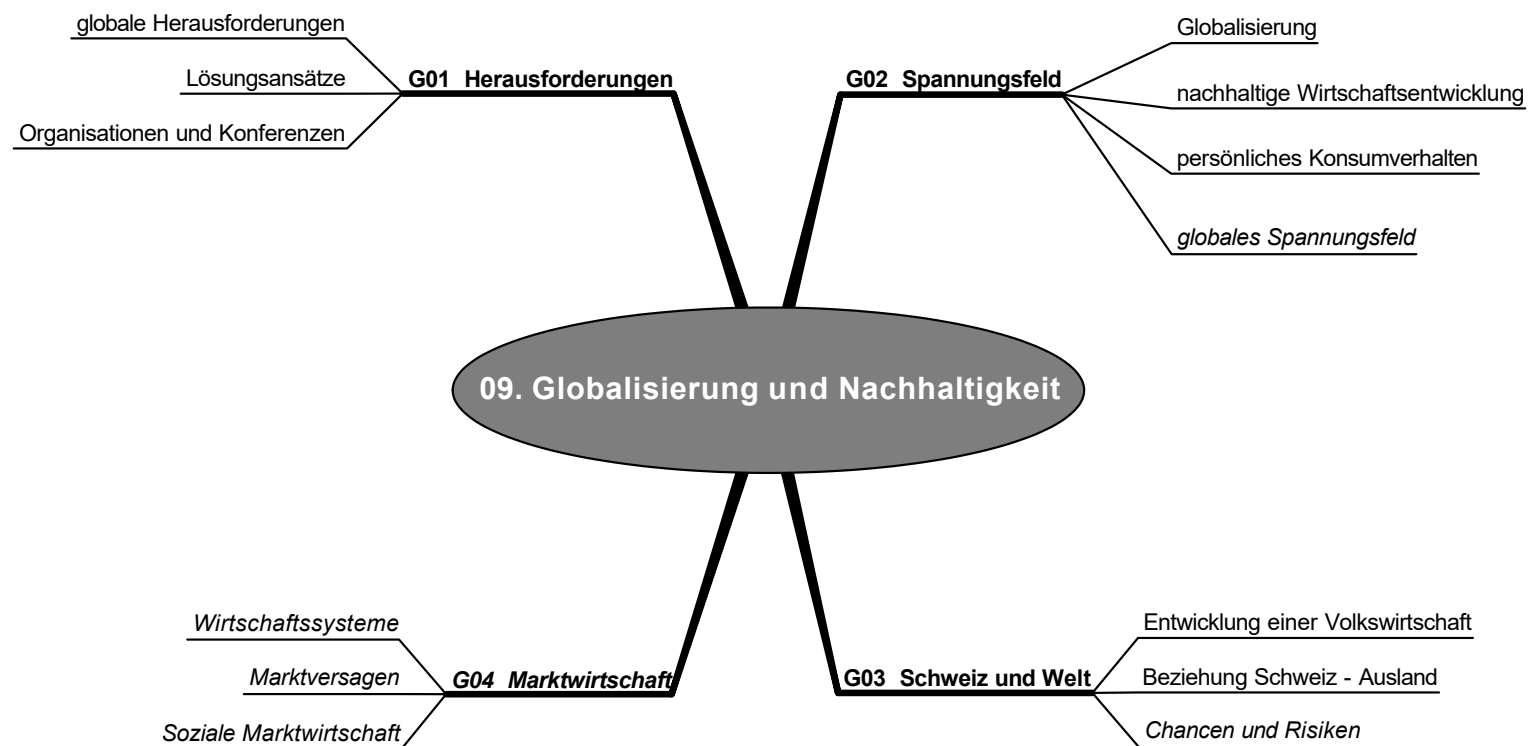 globale Herausforderungen
Lösungsansätze
Organisationen und Konferenzen
G01 Herausforderungen
G02 Spannungsfeld
Globalisierung
nachhaltige Wirtschaftsentwicklung
persönliches Konsumverhalten
globales Spannungsfeld
09. Globalisierung und Nachhaltigkeit
Wirtschaftssysteme
Marktversagen
Soziale Marktwirtschaft
G04 Marktwirtschaft
G03 Schweiz und Welt
Entwicklung einer Volkswirtschaft
Beziehung Schweiz - Ausland
Chancen und Risiken